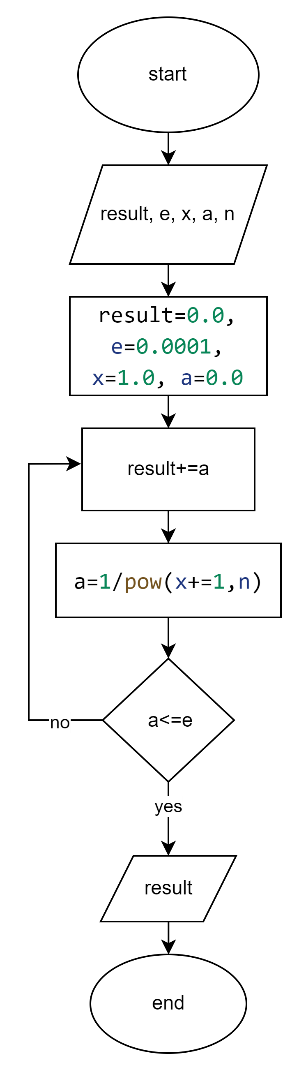 start
result, e, x, a, n
result=0.0,
e=0.0001,
x=1.0, a=0.0
result+=a
a=1/pow(x+=1,n)
a<=e
no
yes
result
end